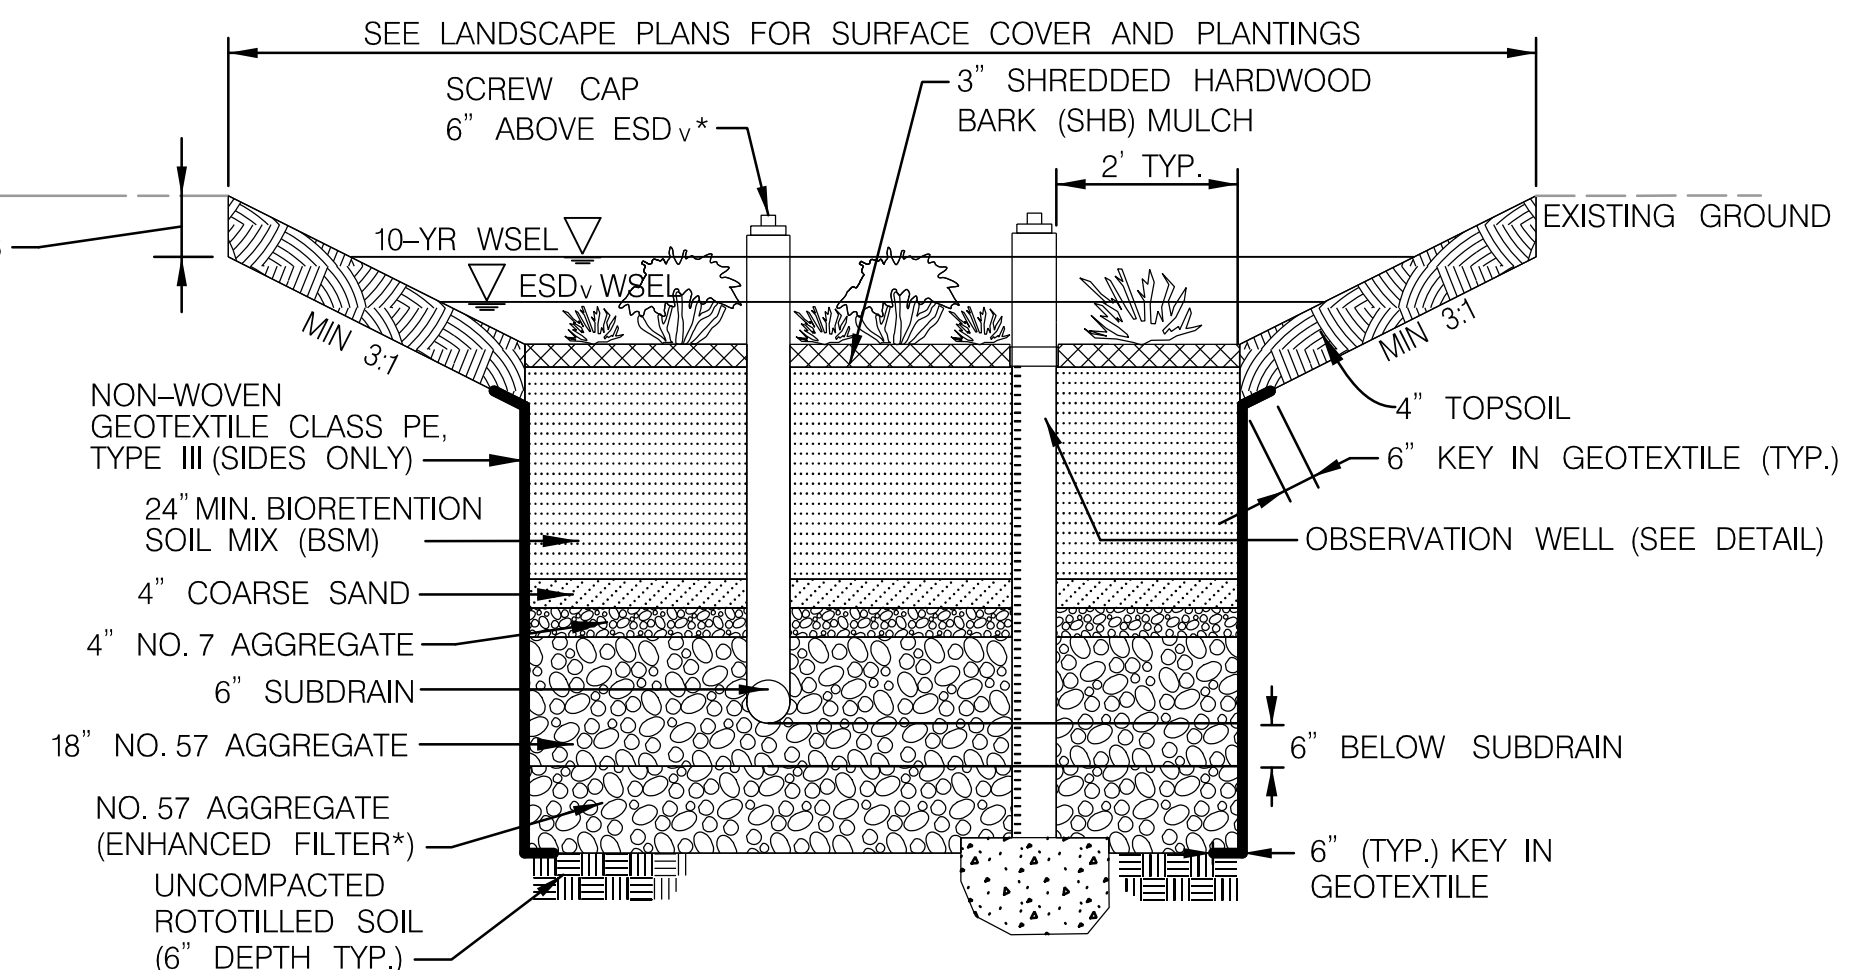 SEE LANDSCAPE PLANS FOR SURFACE COVER AND PLANTINGS
SCREW CAP
6" ABOVE ESDv*
3" SHREDDED HARDWOOD
BARK (SHB) MULCH
2' TYP.
EXISTING GROUND
10-YR WSEL
ESDv WSEL
MIN 3:1
MIN 3:1
NON-WOVEN
GEOTEXTILE CLASS PE,
TYPE III (SIDES ONLY)
4" TOPSOIL
6" KEY IN GEOTEXTILE (TYP.)
24" MIN. BIORETENTION
SOIL MIX (BSM)
OBSERVATION WELL (SEE DETAIL)
4" COARSE SAND
4" NO. 7 AGGREGATE
6" SUBDRAIN
18" NO. 57 AGGREGATE
6" BELOW SUBDRAIN
NO. 57 AGGREGATE
(ENHANCED FILTER*)
6" (TYP.) KEY IN
GEOTEXTILE
UNCOMPACTED
ROTOTILLED SOIL
(6" DEPTH TYP.)